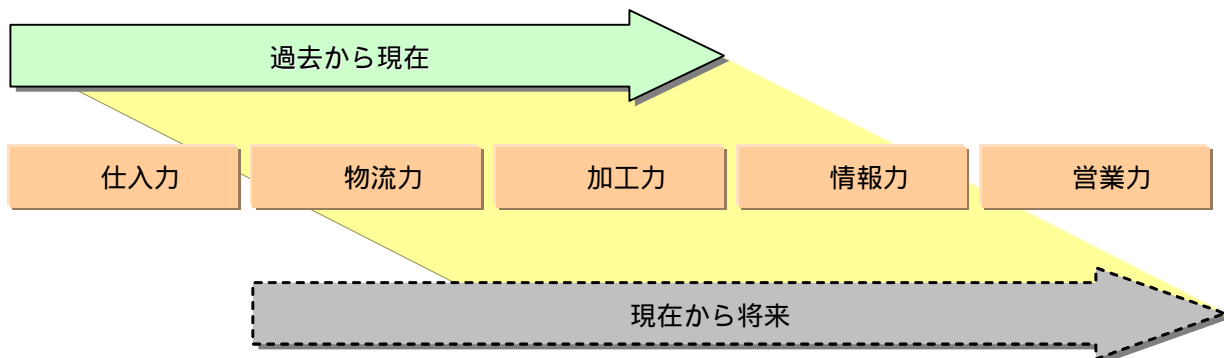 過去から現在
仕入力
物流力
加工力
情報力
営業力
現在から将来